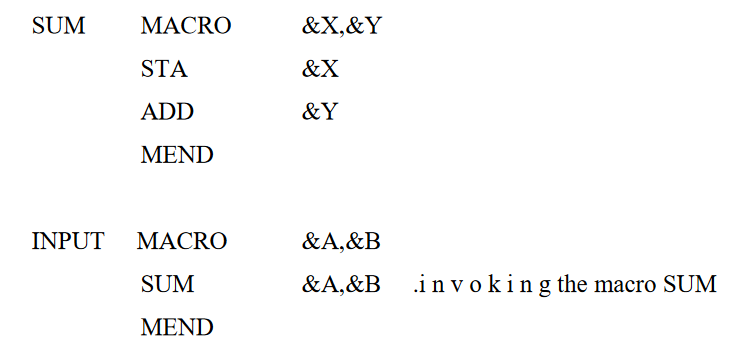 SUM MACRO &X,&Y
STA &X
ADD &Y
MEND
INPUT MACRO &A,&B
SUM &A,&B .i n v o k i n g the macro SUM
MEND